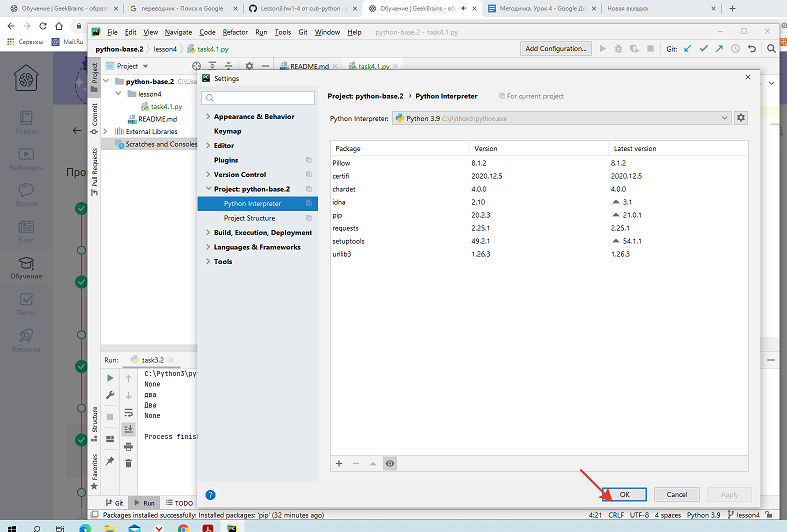 Обучение | GeekBrains - образо
переводчик - Поиск в Google
Lesson3.hw1-4 от cub-python · 2
Обучение | GeekBrains - обра
Методичка. Урок 4 - Google До
Новая вкладка
Сервисы
Mail.Ru
File Edit View Navigate Code Refactor Run Tools Git Window Help
python-base.2 - task4.1.py
python-base.2 lesson4 task4.1.py
Add Configuration...
Git:
Project
README.md
task4.1.py
python-base.2 C:\Use
lesson4
task4.1.py
README.md
External Libraries
Scratches and Consoles
Project
Commit
Pull Requests
Structure
Favorites
Курсы
Вебинары
Форум
Блог
Обучение
Тесты
Карьера
Про
Settings
Appearance & Behavior
Keymap
Editor
Plugins
Version Control
Project: python-base.2
Python Interpreter
Project Structure
Build, Execution, Deployment
Languages & Frameworks
Tools
Project: python-base.2 › Python Interpreter
For current project
Python Interpreter:
Python 3.9 C:\Python3\python.exe
Package Version Latest version
Pillow 8.1.2 8.1.2
certifi 2020.12.5 2020.12.5
chardet 4.0.0 4.0.0
idna 2.10 3.1
pip 20.2.3 21.0.1
requests 2.25.1 2.25.1
setuptools 49.2.1 54.1.1
urllib3 1.26.3 1.26.3
OK
Cancel
Apply
Run:
task3.2
C:\Python3\pyt
None
два
Два
None
Process finish
Git
Run
TODO
Packages installed successfully: Installed packages: 'pip' (32 minutes ago)
4:21 CRLF UTF-8 4 spaces Python 3.9 lesson4